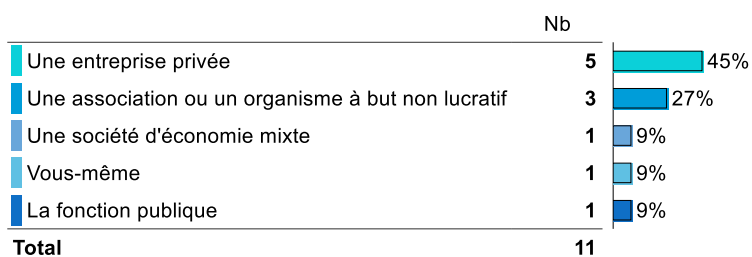 Nb
Une entreprise privée 5 45%
Une association ou un organisme à but non lucratif 3 27%
Une société d'économie mixte 1 9%
Vous-même 1 9%
La fonction publique 1 9%
Total 11